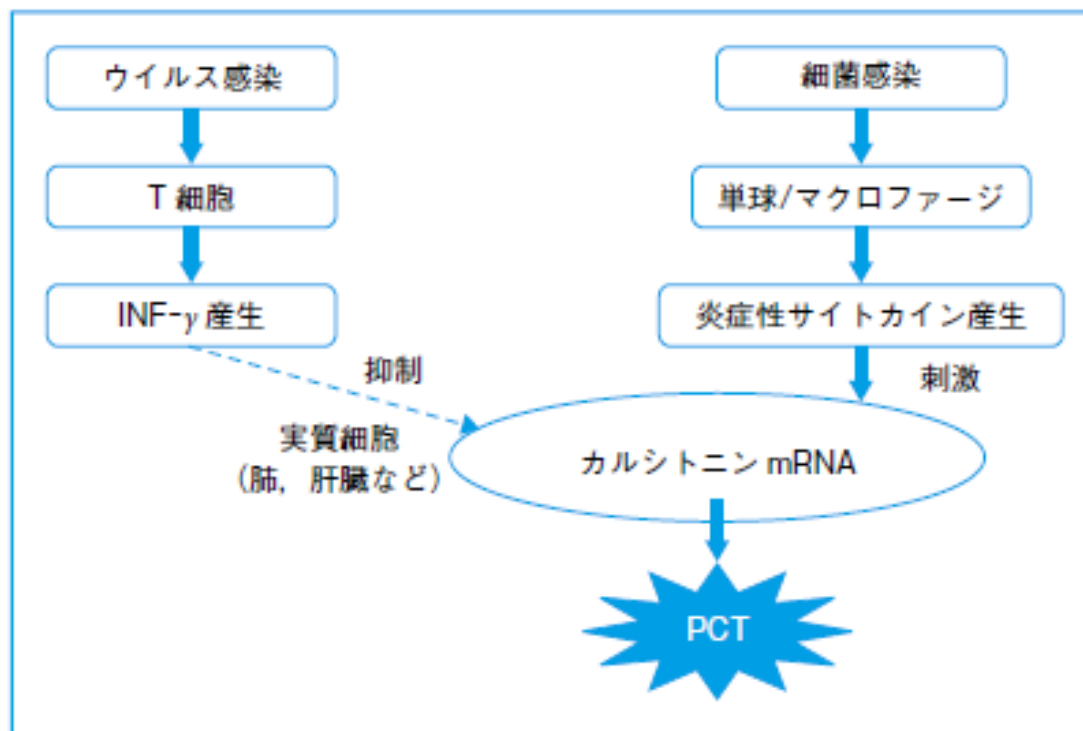 ウイルス感染
T 細胞
INF-γ 産生
抑制
実質細胞
(肺，肝臓など)
細菌感染
単球/マクロファージ
炎症性サイトカイン産生
刺激
カルシトニン mRNA
PCT